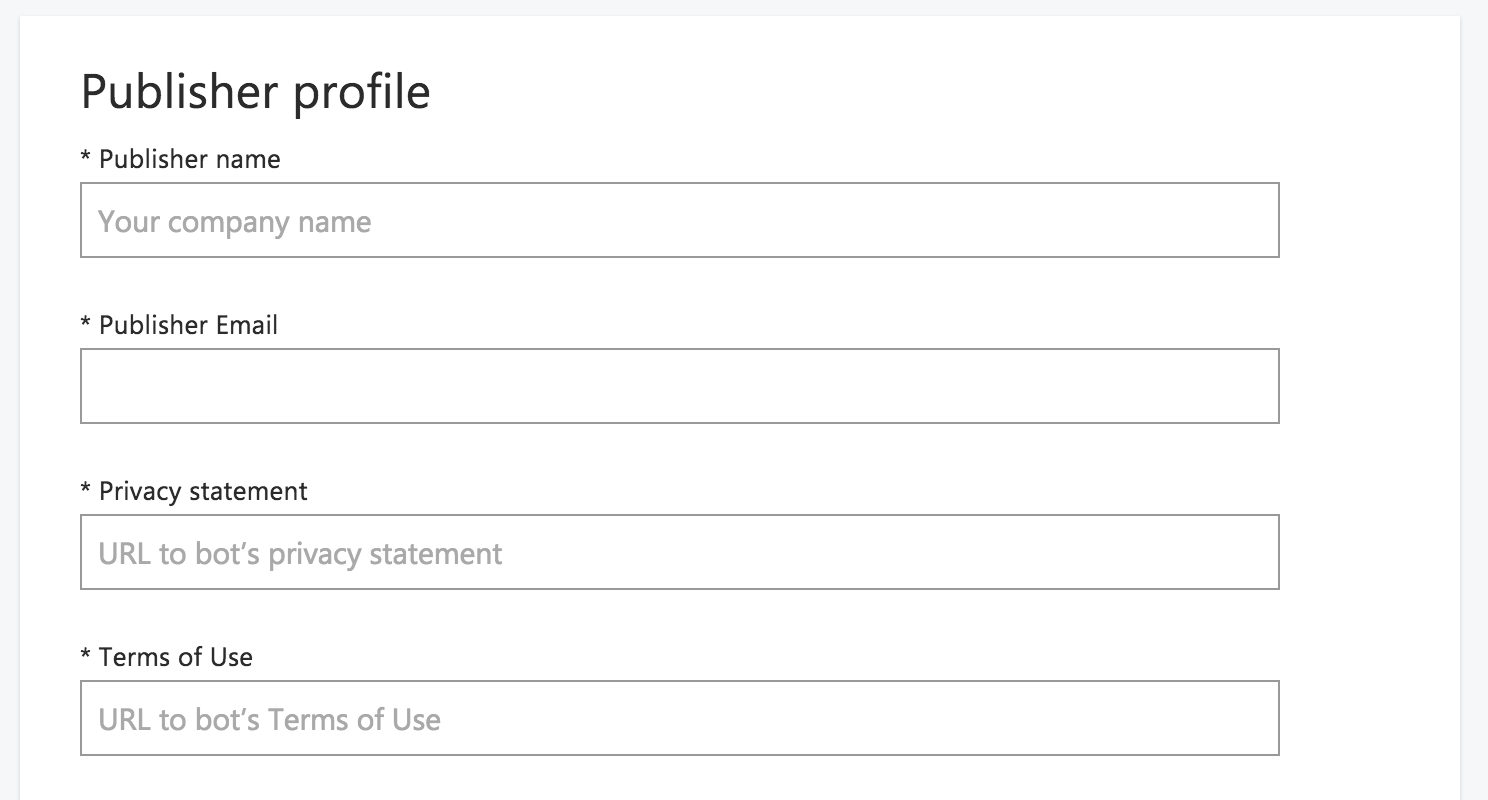 Publisher profile
* Publisher name
Your company name
* Publisher Email
* Privacy statement
URL to bot’s privacy statement
* Terms of Use
URL to bot’s Terms of Use